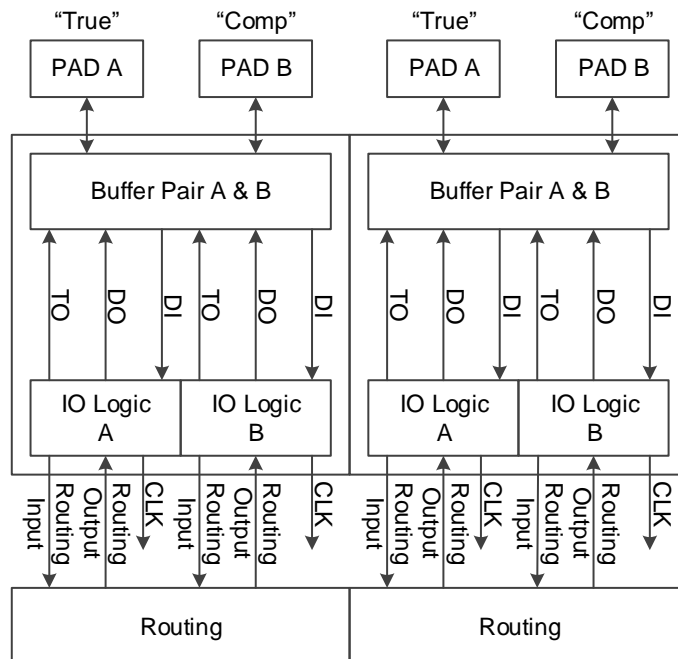 “True”
“Comp”
“True”
“Comp”
PAD A
PAD B
PAD A
PAD B
Buffer Pair A & B
Buffer Pair A & B
TO
DO
DI
TO
DO
DI
TO
DO
DI
TO
DO
DI
IO Logic
A
IO Logic
B
IO Logic
A
IO Logic
B
Routing
Input
Routing
Output
CLK
Routing
Input
Routing
Output
CLK
Routing
Input
Routing
Output
CLK
Routing
Input
Routing
Output
CLK
Routing
Routing